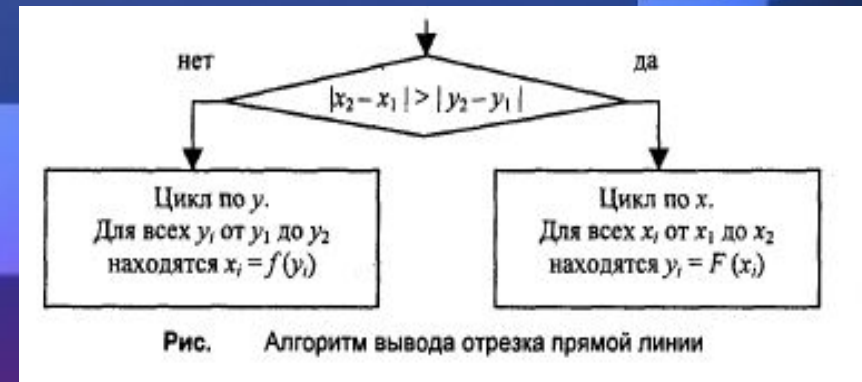 нет
да
|x₂ – x₁| > |y₂ – y₁|
Цикл по y.
Для всех yᵢ от y₁ до y₂
находятся xᵢ = f(yᵢ)
Цикл по x.
Для всех xᵢ от x₁ до x₂
находятся yᵢ = F (xᵢ)
Рис. Алгоритм вывода отрезка прямой линии